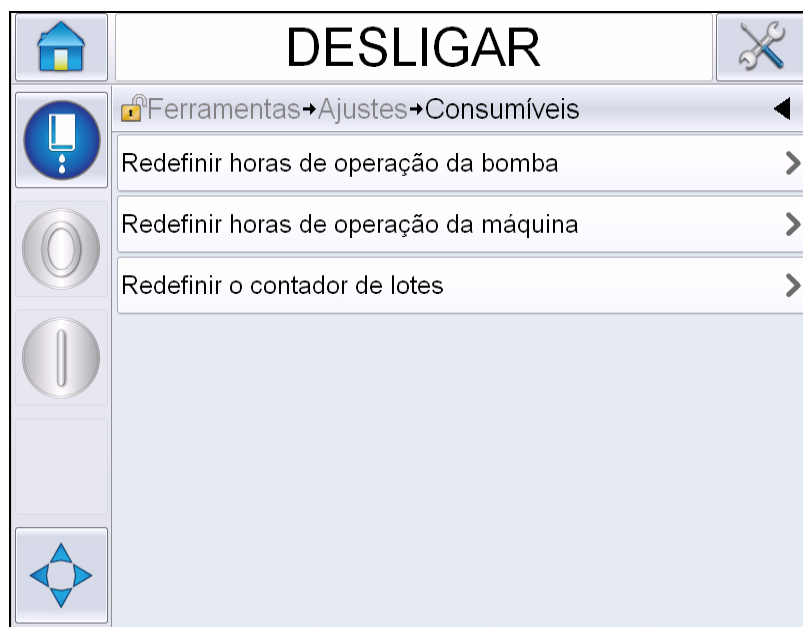 DESLIGAR
Ferramentas→Ajustes→Consumíveis
Redefinir horas de operação da bomba
Redefinir horas de operação da máquina
Redefinir o contador de lotes